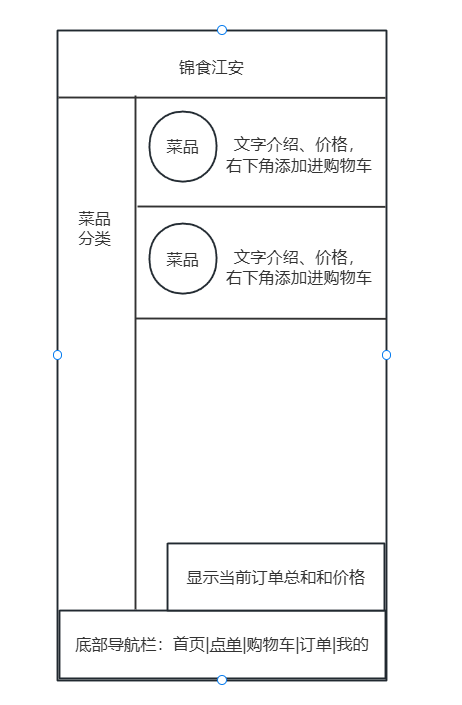 锦食江安
菜品
文字介绍、价格，
右下角添加进购物车
菜品
分类
菜品
文字介绍、价格，
右下角添加进购物车
显示当前订单总和和价格
底部导航栏：首页|点单|购物车|订单|我的